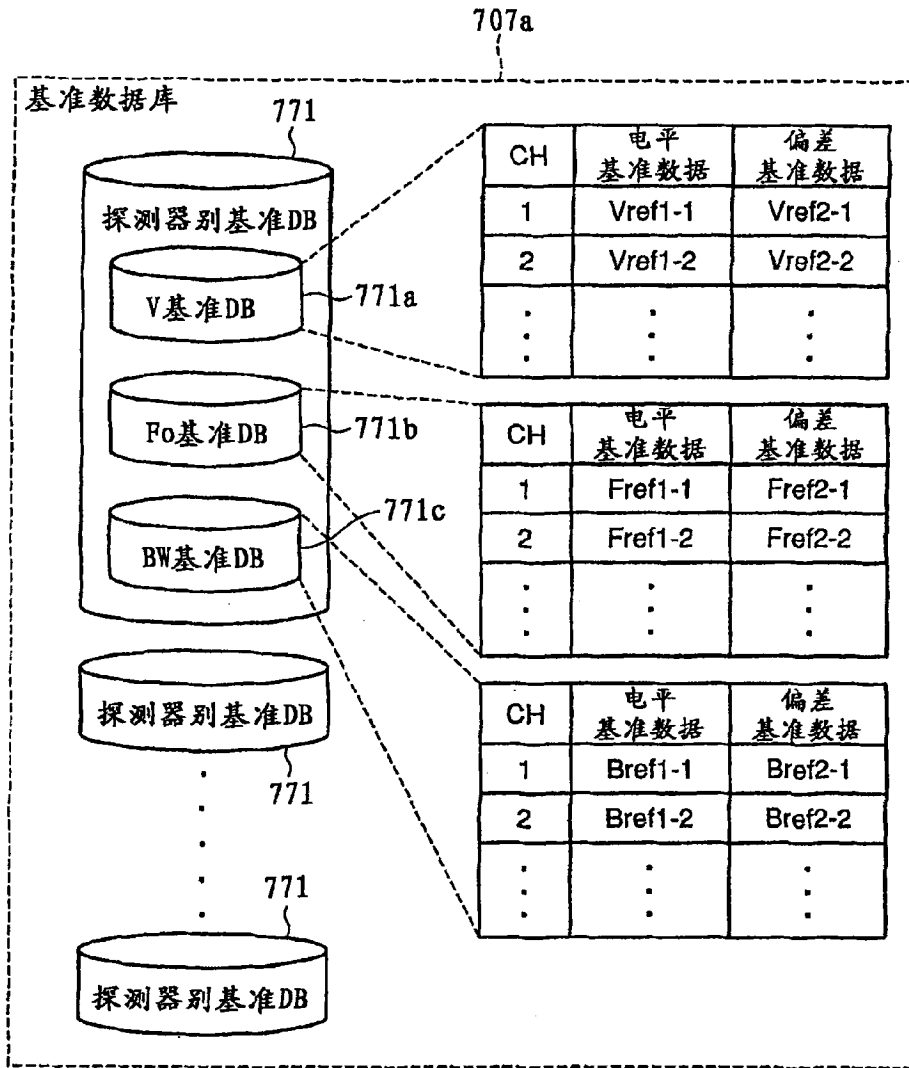 707a
基准数据库
771
探测器别基准DB
V基准DB
771a
Fo基准DB
771b
BW基准DB
771c
探测器别基准DB
771
771
探测器别基准DB
CH 电平基准数据 偏差基准数据
1 Vref1-1 Vref2-1
2 Vref1-2 Vref2-2
CH 电平基准数据 偏差基准数据
1 Fref1-1 Fref2-1
2 Fref1-2 Fref2-2
CH 电平基准数据 偏差基准数据
1 Bref1-1 Bref2-1
2 Bref1-2 Bref2-2